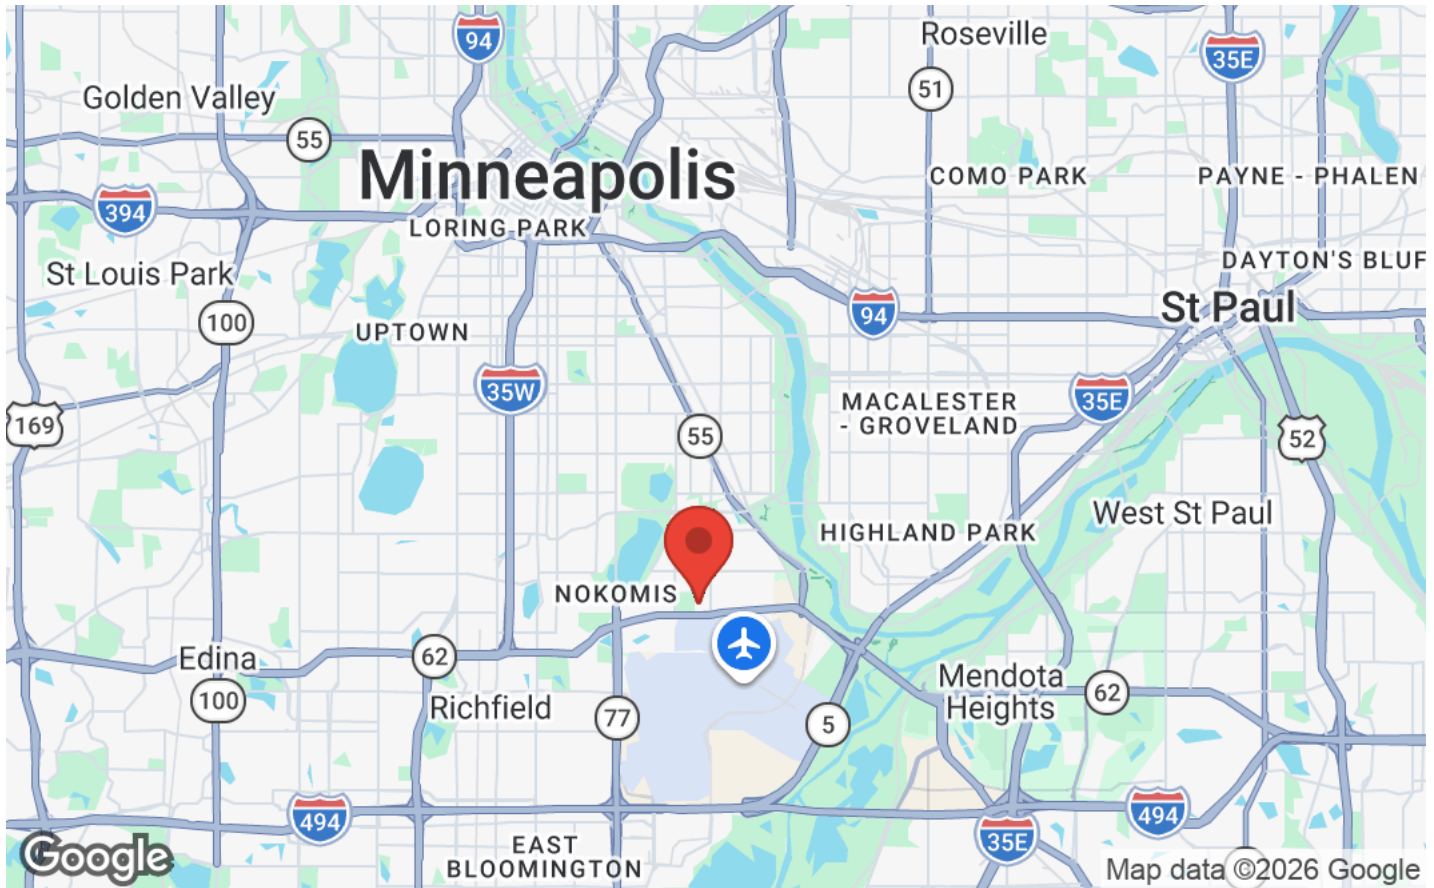 94
Roseville
35E
Golden Valley
51
55
Minneapolis
COMO PARK
PAYNE - PHALEN
394
LORING PARK
DAYTON'S BLUF
St Louis Park
St Paul
100
94
UPTOWN
35W
35E
MACALESTER
- GROVELAND
169
55
52
West St Paul
HIGHLAND PARK
NOKOMIS
Edina
62
Mendota
Heights
62
100
Richfield
77
5
494
494
35E
EAST
BLOOMINGTON
Google
Map data ©2026 Google